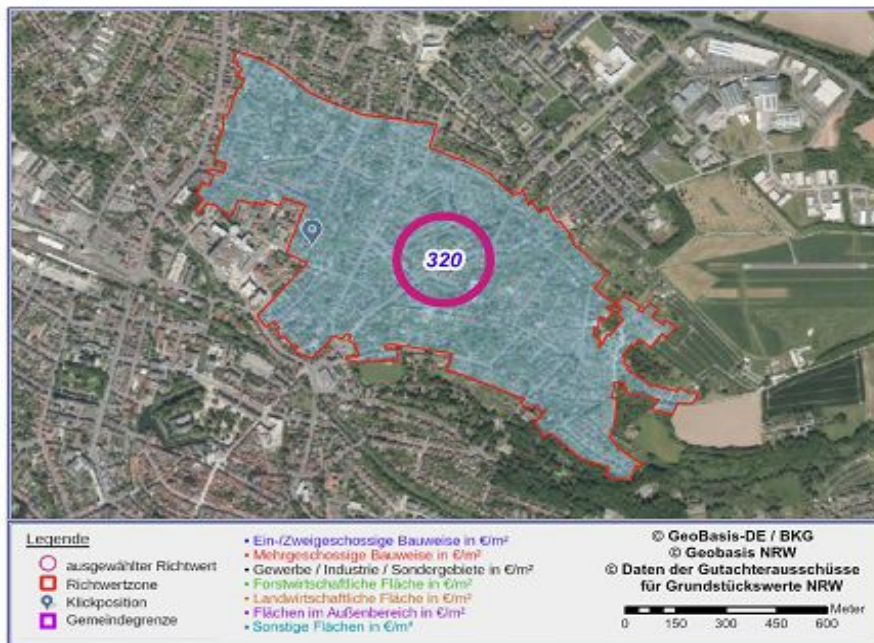 320
Legende
ausgewählter Richtwert
Richtwertzone
Klickposition
Gemeindegrenze
▪ Ein-/Zweigeschossige Bauweise in €/m²
▪ Mehrgeschossige Bauweise in €/m²
▪ Gewerbe / Industrie / Sondergebiete in €/m²
▪ Forstwirtschaftliche Fläche in €/m²
▪ Landwirtschaftliche Fläche in €/m²
▪ Flächen im Außenbereich in €/m²
▪ Sonstige Flächen in €/m²
© GeoBasis-DE / BKG
© Geobasis NRW
© Daten der Gutachterausschüsse
für Grundstückswerte NRW
0 150 300 450 600 Meter